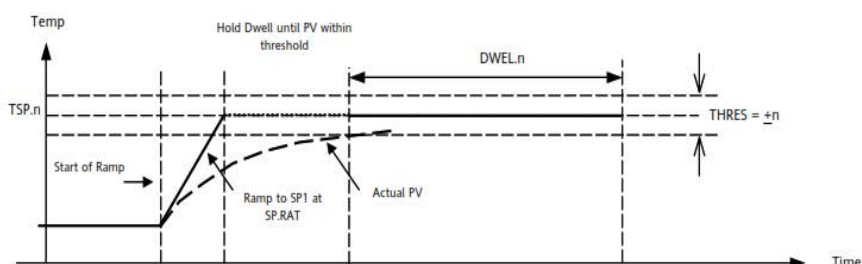 Temp
Hold Dwell until PV within
threshold
DWEL.n
TSP.n
THRES = +n
Start of Ramp
Ramp to SP1 at
SP.RAT
Actual PV
Time